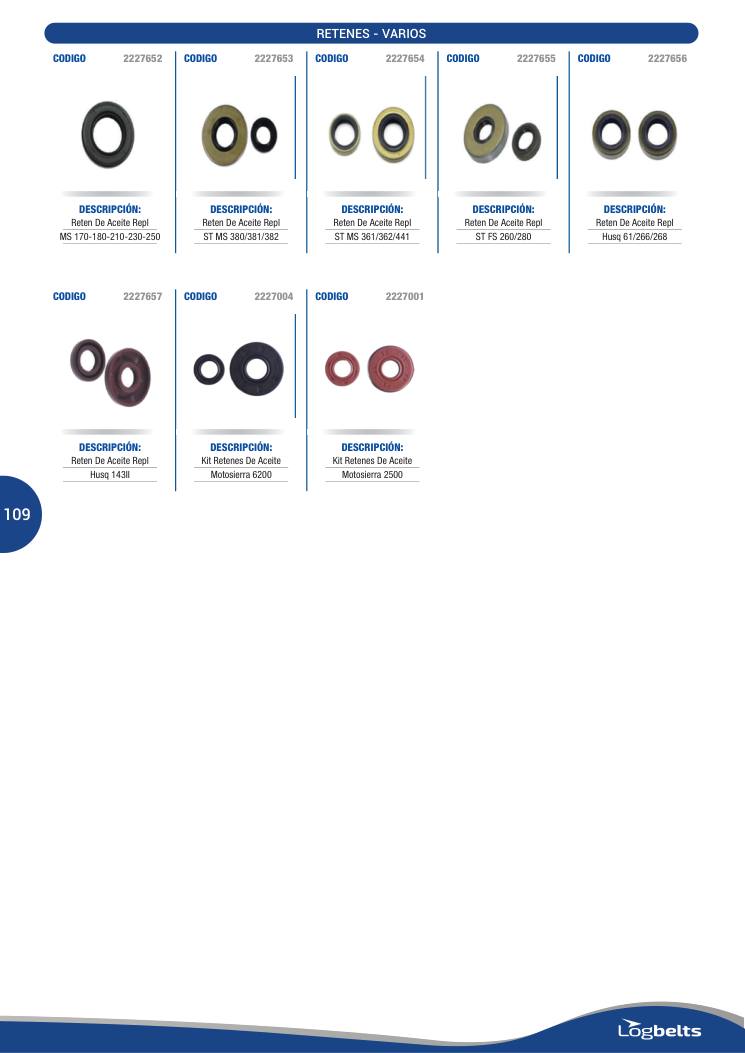 RETENES - VARIOS
CODIGO 2227652
DESCRIPCIÓN:
Reten De Aceite Repl
MS 170-180-210-230-250
CODIGO 2227653
DESCRIPCIÓN:
Reten De Aceite Repl
ST MS 380/381/382
CODIGO 2227654
DESCRIPCIÓN:
Reten De Aceite Repl
ST MS 361/362/441
CODIGO 2227655
DESCRIPCIÓN:
Reten De Aceite Repl
ST FS 260/280
CODIGO 2227656
DESCRIPCIÓN:
Reten De Aceite Repl
Husq 61/266/268
CODIGO 2227657
DESCRIPCIÓN:
Reten De Aceite Repl
Husq 143II
CODIGO 2227004
DESCRIPCIÓN:
Kit Retenes De Aceite
Motosierra 6200
CODIGO 2227001
DESCRIPCIÓN:
Kit Retenes De Aceite
Motosierra 2500
109
Logbelts